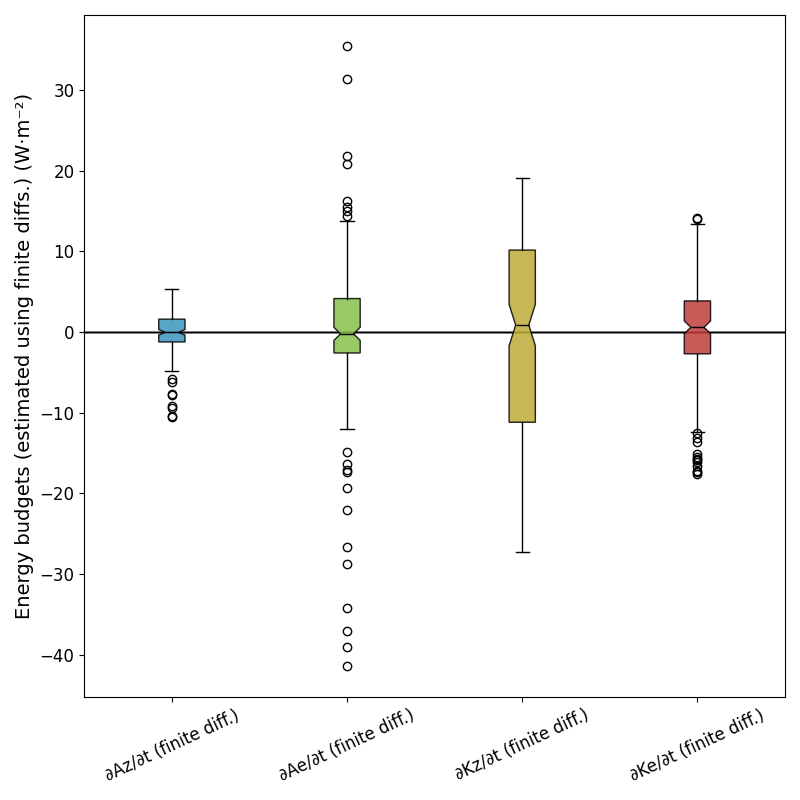 Energy budgets (estimated using finite diffs.) (W·m⁻²)
30
20
10
0
−10
−20
−30
−40
∂Az/∂t (finite diff.)
∂Ae/∂t (finite diff.)
∂Kz/∂t (finite diff.)
∂Ke/∂t (finite diff.)